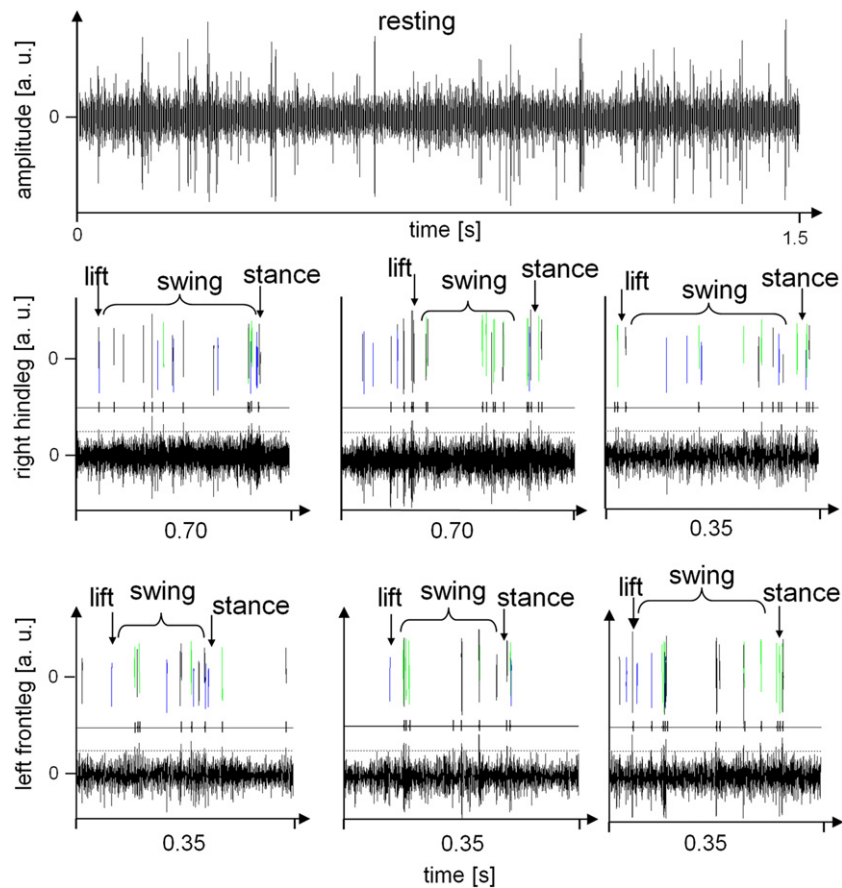 resting
amplitude [a. u.]
0
0
time [s]
1.5
right hindleg [a. u.]
0
0
lift
swing
stance
0.70
lift
swing
stance
0.70
lift
swing
stance
0.35
left frontleg [a. u.]
0
0
lift
swing
stance
0.35
lift
swing
stance
0.35
lift
swing
stance
0.35
time [s]